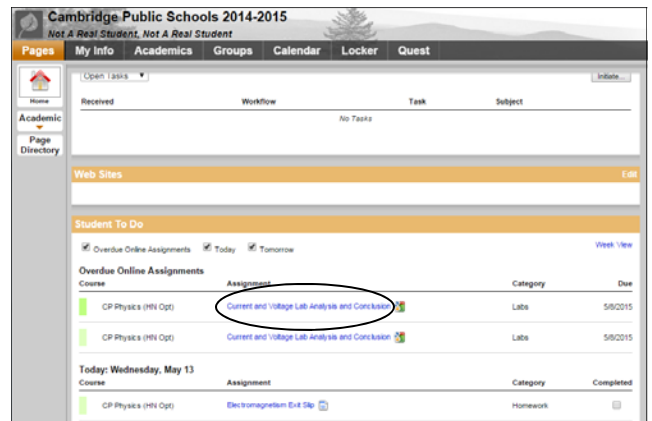 Cambridge Public Schools 2014-2015
Not A Real Student, Not A Real Student
Pages My Info Academics Groups Calendar Locker Quest
Open Tasks Initiate...
Home
Received Workflow Task Subject
Academic
No Tasks
Page
Directory
Web Sites Edit
Student To Do
Overdue Online Assignments Today Tomorrow Week View
Overdue Online Assignments
Course Assignment Category Due
CP Physics (HN Opt) Current and Voltage Lab Analysis and Conclusion Labs 5/8/2015
CP Physics (HN Opt) Current and Voltage Lab Analysis and Conclusion Labs 5/8/2015
Today: Wednesday, May 13
Course Assignment Category Completed
CP Physics (HN Opt) Electromagnetism Exit Slip Homework